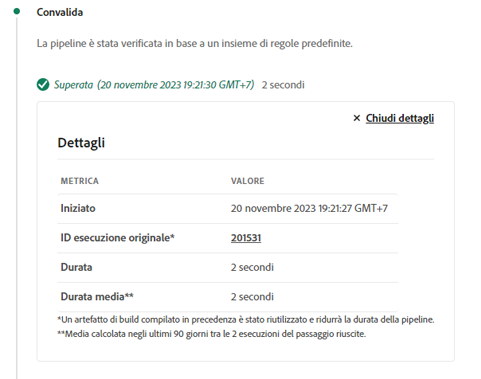 Convalida
La pipeline è stata verificata in base a un insieme di regole predefinite.
Superata (20 novembre 2023 19:21:30 GMT+7) 2 secondi
× Chiudi dettagli
Dettagli
METRICA VALORE
Iniziato 20 novembre 2023 19:21:27 GMT+7
ID esecuzione originale* 201531
Durata 2 secondi
Durata media** 2 secondi
*Un artefatto di build compilato in precedenza è stato riutilizzato e ridurrà la durata della pipeline.
**Media calcolata negli ultimi 90 giorni tra le 2 esecuzioni del passaggio riuscite.